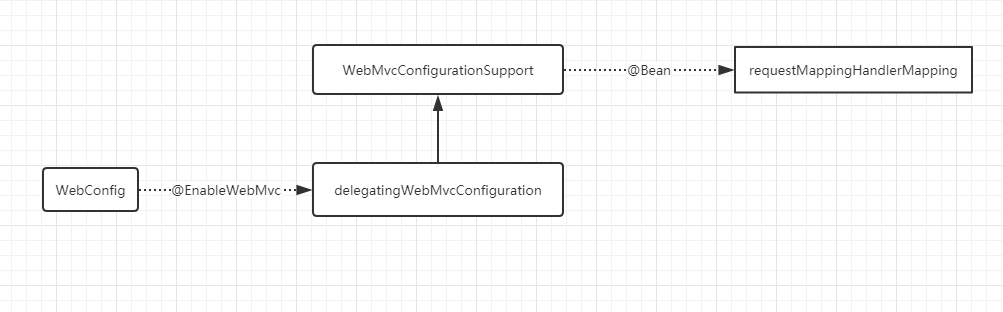 WebMvcConfigurationSupport
@Bean
requestMappingHandlerMapping
WebConfig
@EnableWebMvc
delegatingWebMvcConfiguration